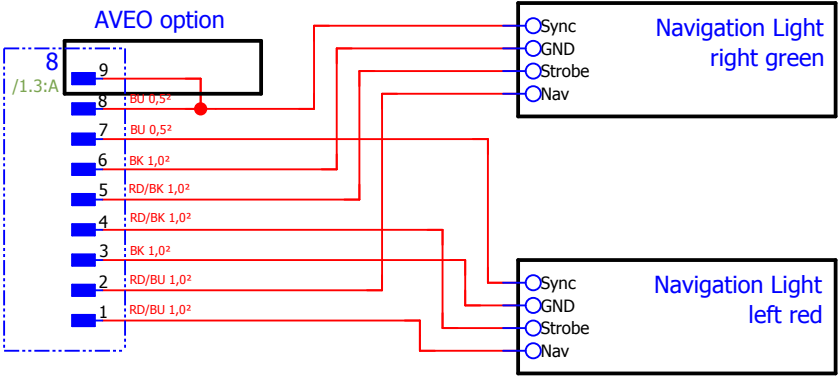 AVEO option
8
/1.3:A
9
8 BU 0,5²
7 BU 0,5²
6 BK 1,0²
5 RD/BK 1,0²
4 RD/BK 1,0²
3 BK 1,0²
2 RD/BU 1,0²
1 RD/BU 1,0²
Sync
GND
Strobe
Nav
Navigation Light
right green
Sync
GND
Strobe
Nav
Navigation Light
left red